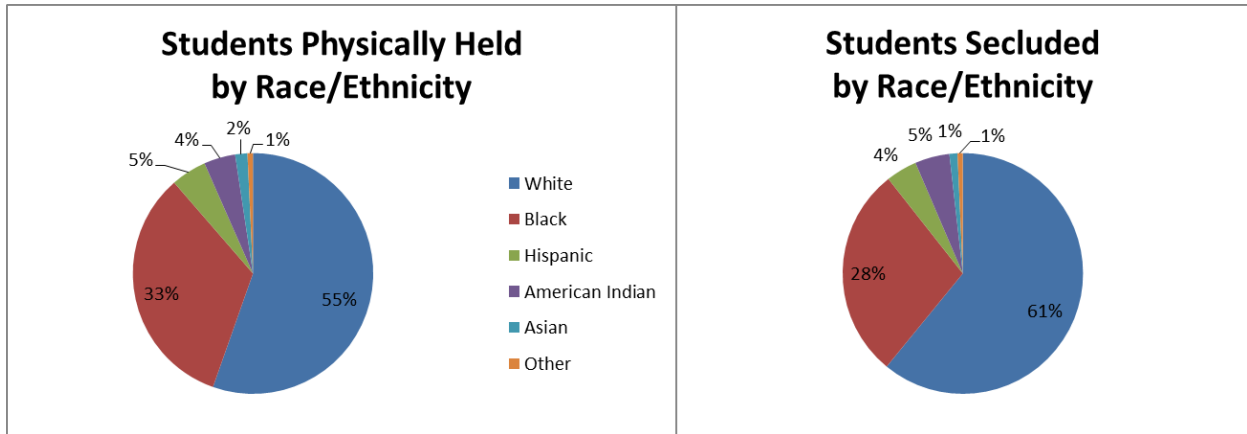 Students Physically Held
by Race/Ethnicity
2%
4%
1%
5%
33%
55%
White
Black
Hispanic
American Indian
Asian
Other
Students Secluded
by Race/Ethnicity
5%
1%
1%
4%
28%
61%